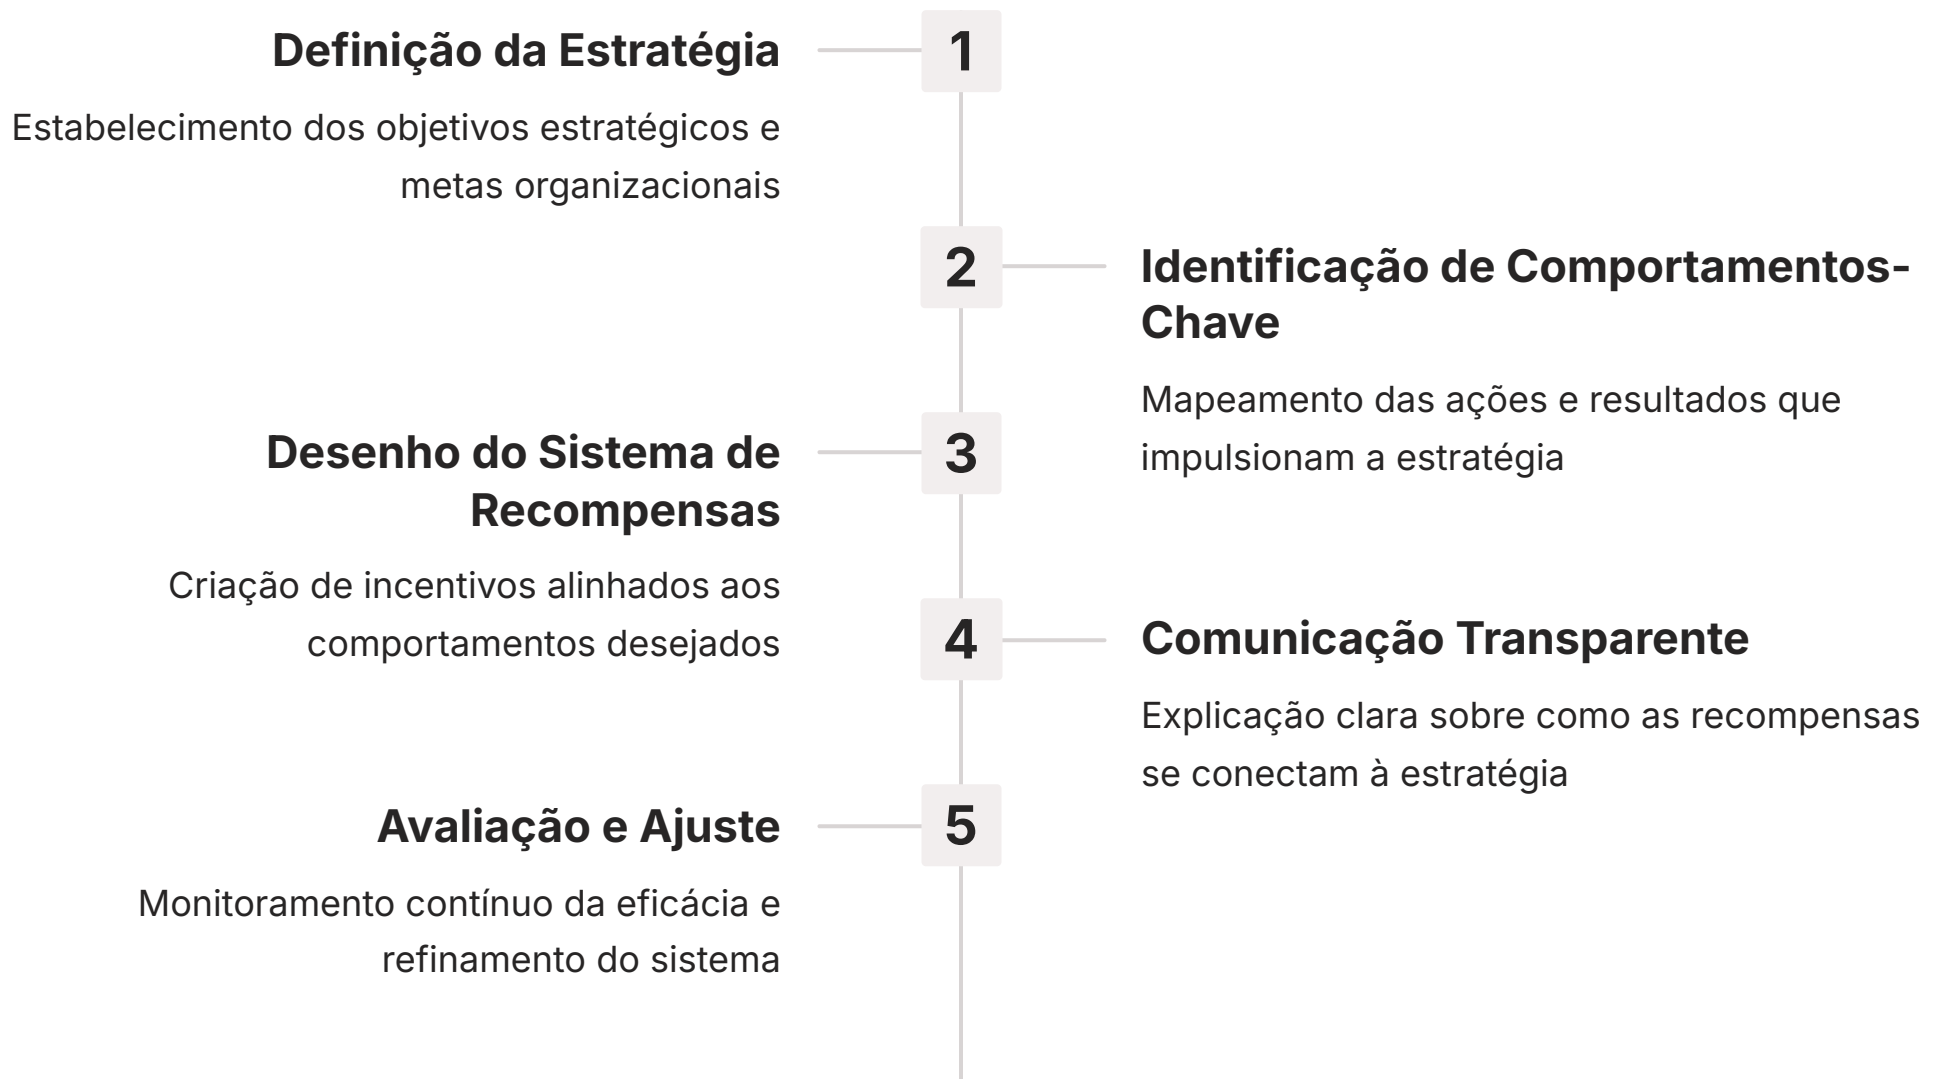 1
Definição da Estratégia
Estabelecimento dos objetivos estratégicos e
metas organizacionais
2
Identificação de Comportamentos-
Chave
Mapeamento das ações e resultados que
impulsionam a estratégia
3
Desenho do Sistema de
Recompensas
Criação de incentivos alinhados aos
comportamentos desejados
4
Comunicação Transparente
Explicação clara sobre como as recompensas
se conectam à estratégia
5
Avaliação e Ajuste
Monitoramento contínuo da eficácia e
refinamento do sistema